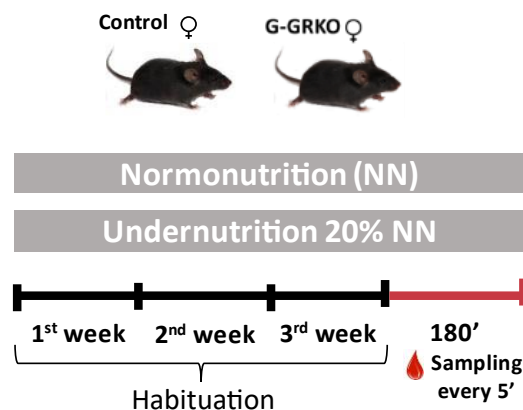 Control ♀ G-GRKO ♀
Normonutrition (NN)
Undernutrition 20% NN
1st week 2nd week 3rd week 180’
Sampling
every 5’
Habituation